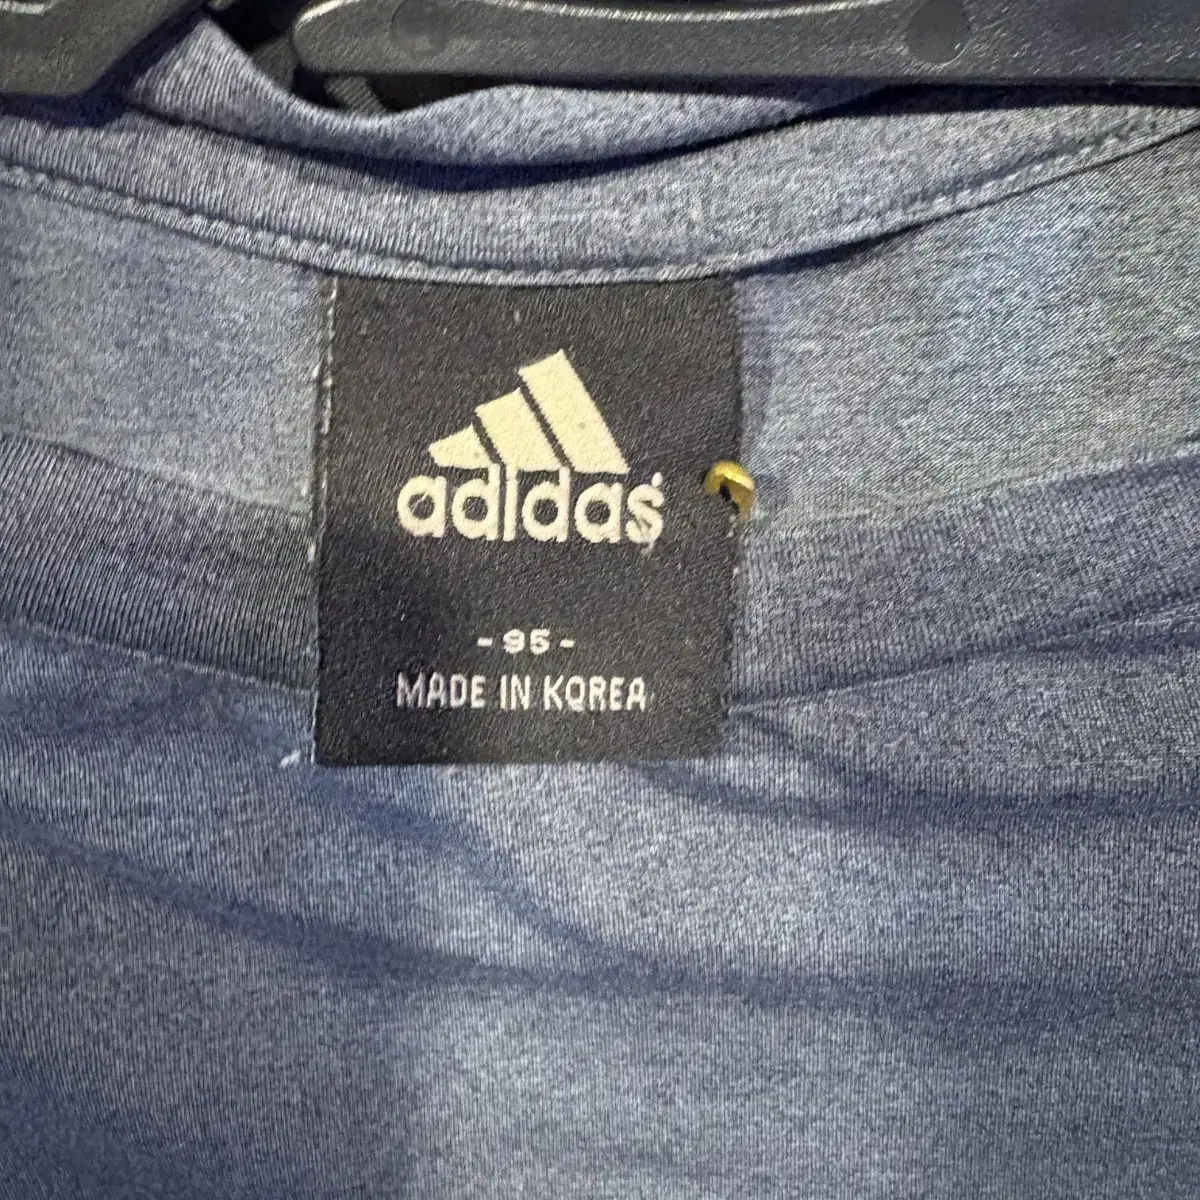 adidas
- 95 -
MADE IN KOREA